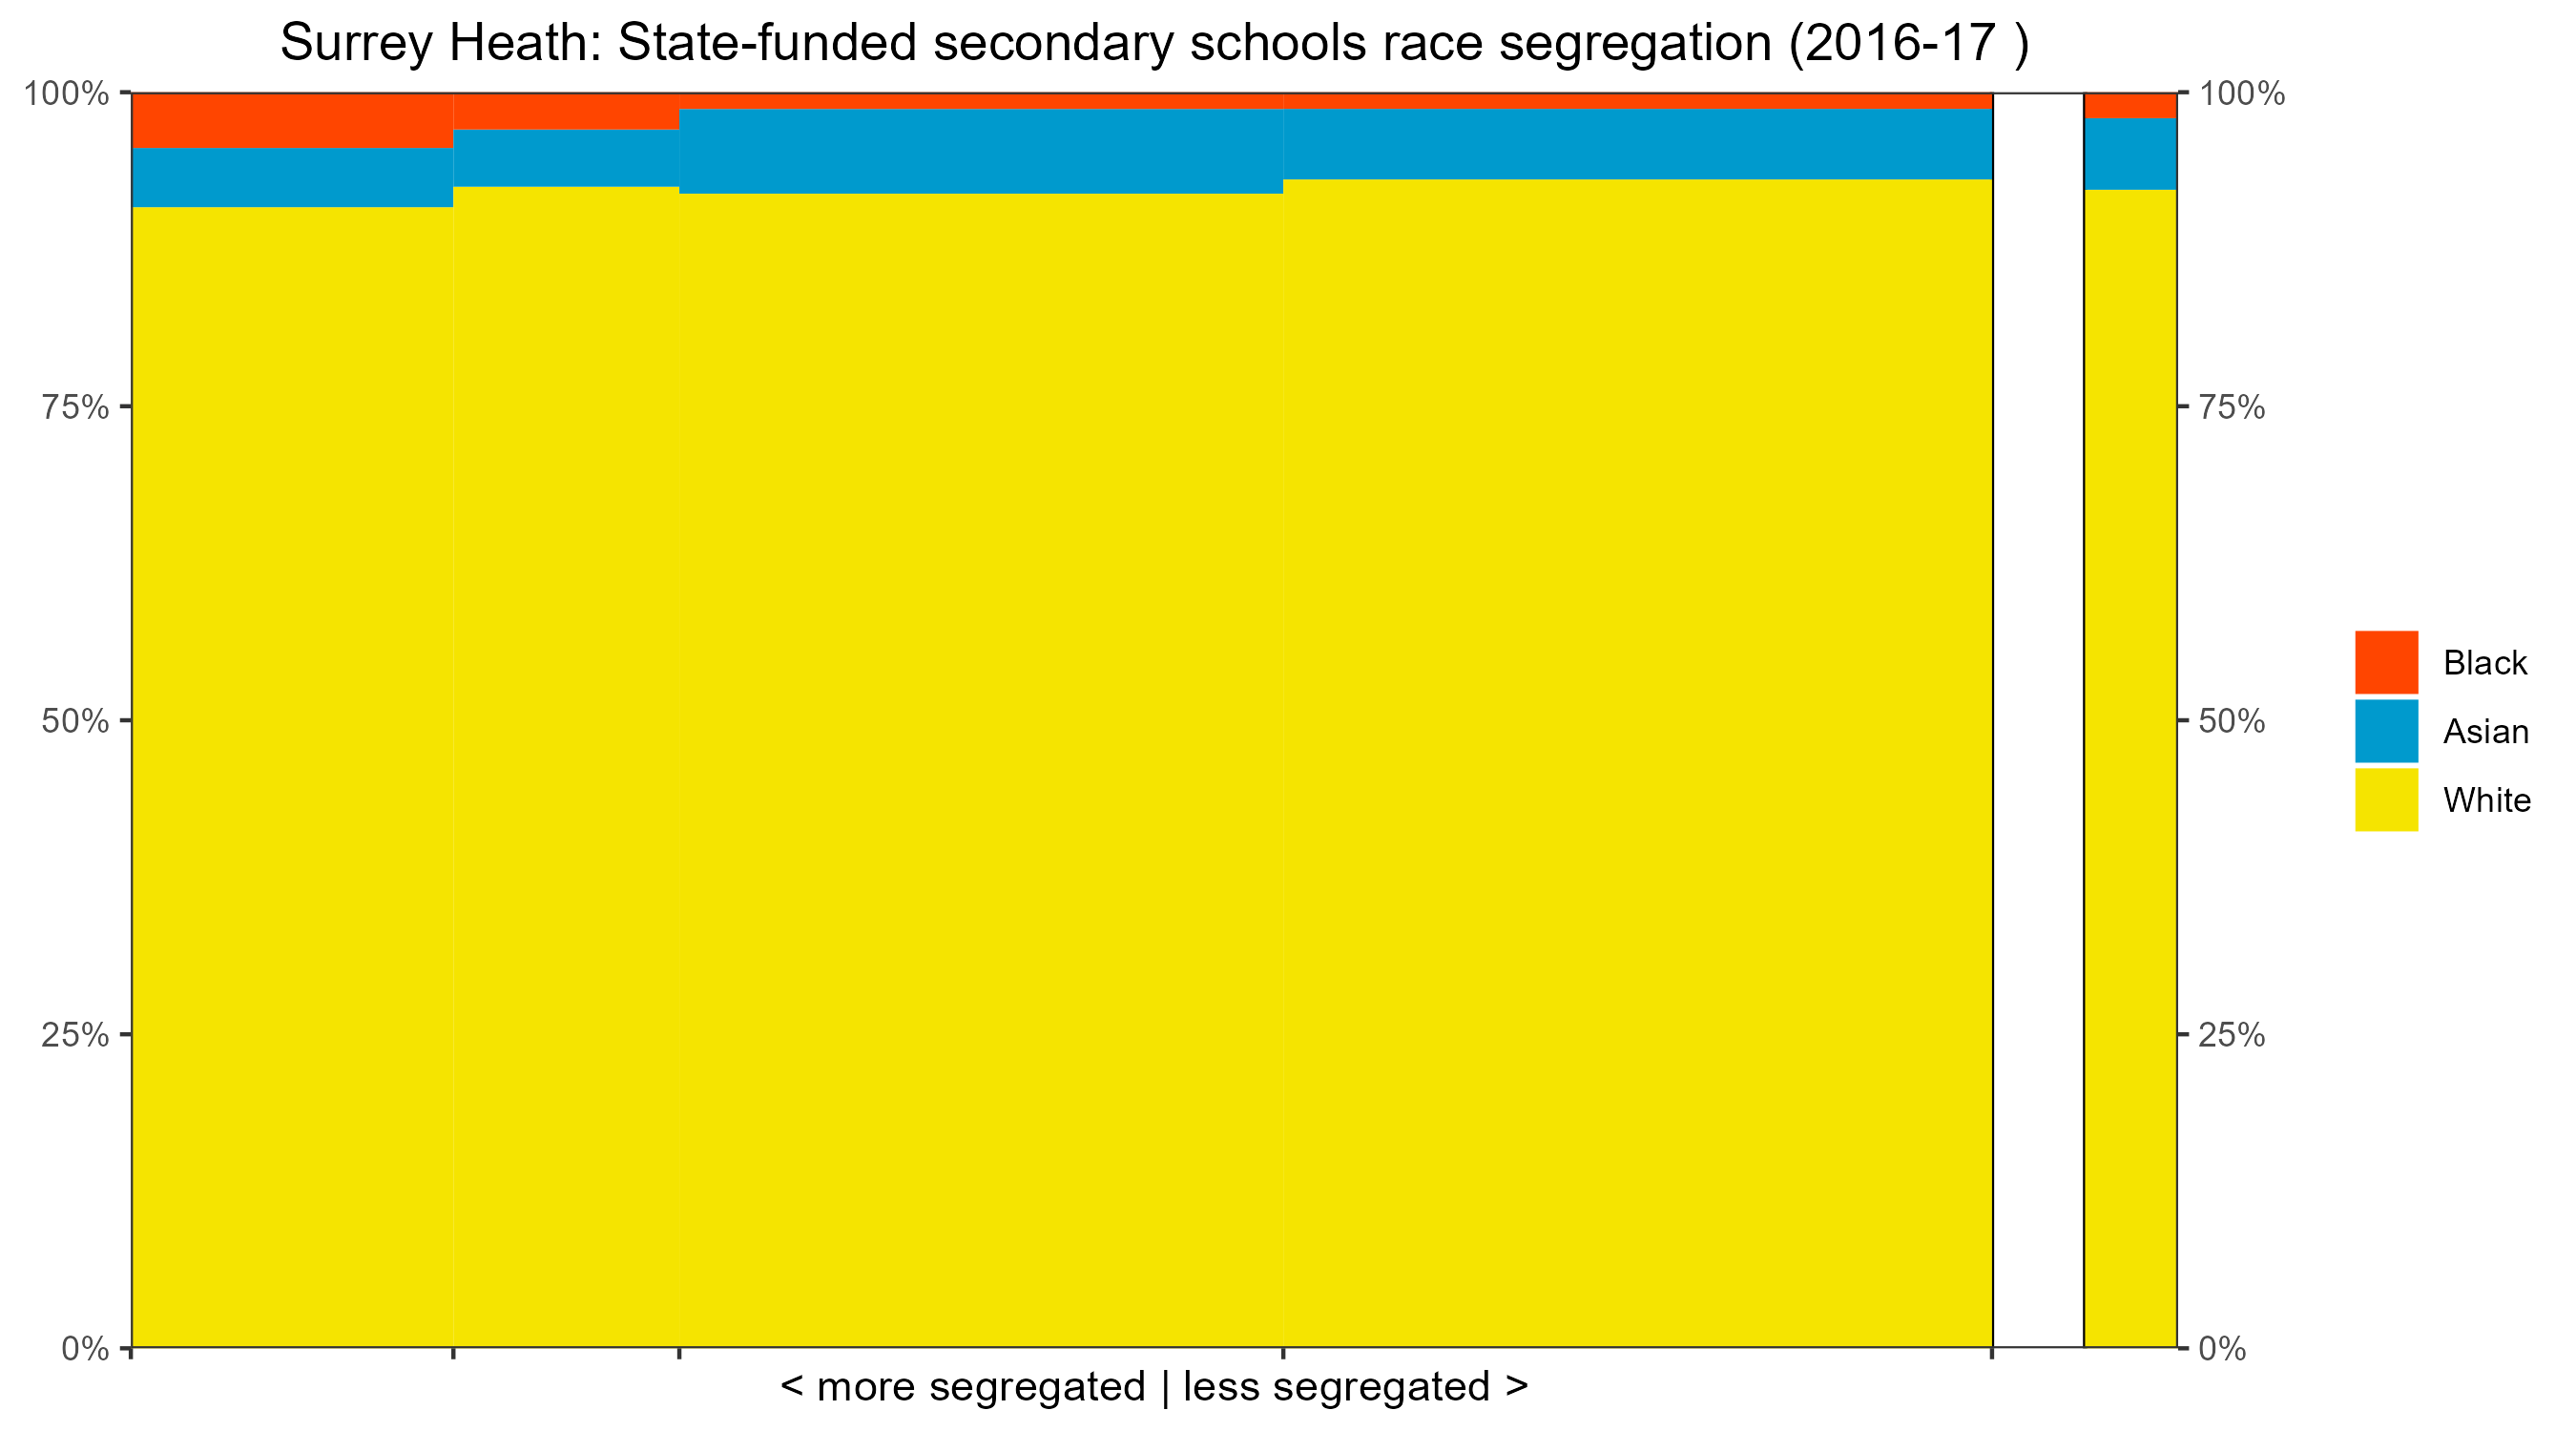 Surrey Heath: State-funded secondary schools race segregation (2016-17 )
100%
75%
50%
25%
0%
100%
75%
50%
25%
0%
< more segregated | less segregated >
Black
Asian
White